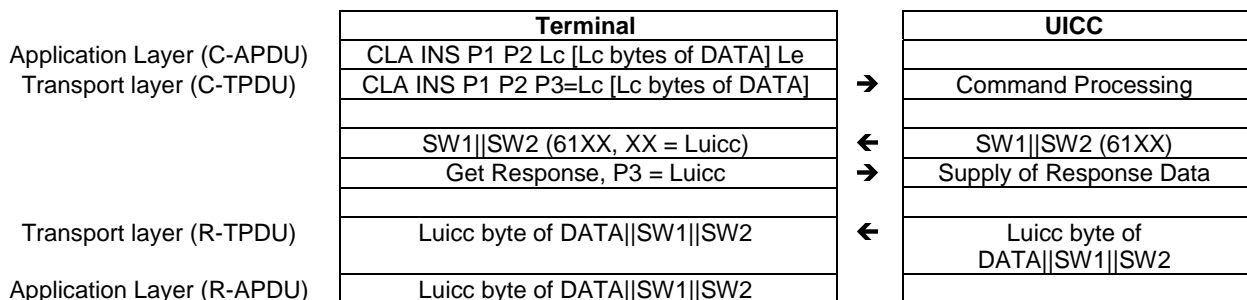 Terminal UICC
Application Layer (C-APDU) CLA INS P1 P2 Lc [Lc bytes of DATA] Le
Transport layer (C-TPDU) CLA INS P1 P2 P3=Lc [Lc bytes of DATA] ➔ Command Processing
SW1||SW2 (61XX, XX = Luicc) 🡸 SW1||SW2 (61XX)
Get Response, P3 = Luicc ➔ Supply of Response Data
Transport layer (R-TPDU) Luicc byte of DATA||SW1||SW2 🡸 Luicc byte of
DATA||SW1||SW2
Application Layer (R-APDU) Luicc byte of DATA||SW1||SW2